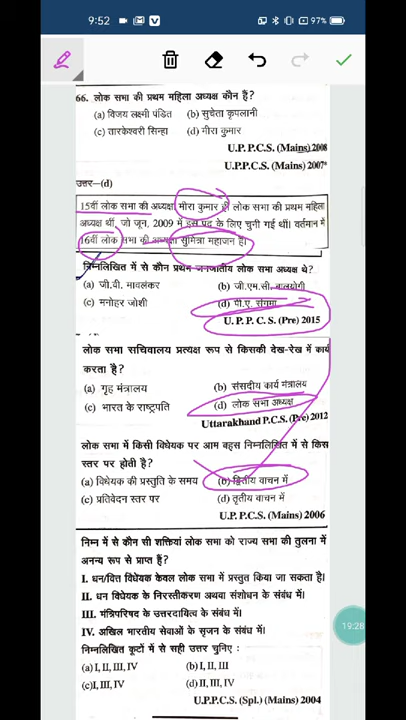 9:52
97%
66. लोक सभा की प्रथम महिला अध्यक्ष कौन हैं?
(a) विजय लक्ष्मी पंडित (b) सुचेता कृपलानी
(c) तारकेश्वरी सिन्हा (d) मीरा कुमार
U.P. P.C.S. (Mains) 2008
U.P.P.C.S. (Mains) 2007*
उत्तर—(d)
15वीं लोक सभा की अध्यक्ष मीरा कुमार ही लोक सभा की प्रथम महिला
अध्यक्ष थीं, जो जून, 2009 में इस पद के लिए चुनी गई थीं। वर्तमान में
16वीं लोक सभा की अध्यक्ष सुमित्रा महाजन हैं।
निम्नलिखित में से कौन प्रथम जनजातीय लोक सभा अध्यक्ष थे?
(a) जी.वी. मावलंकर (b) जी.एम.सी. बालयोगी
(c) मनोहर जोशी (d) पी.ए. संगमा
U. P. P. C. S. (Pre) 2015
लोक सभा सचिवालय प्रत्यक्ष रूप से किसकी देख-रेख में कार्य
करता है?
(a) गृह मंत्रालय (b) संसदीय कार्य मंत्रालय
(c) भारत के राष्ट्रपति (d) लोक सभा अध्यक्ष
Uttarakhand P.C.S. (Pre) 2012
लोक सभा में किसी विधेयक पर आम बहस निम्नलिखित में से किस
स्तर पर होती है?
(a) विधेयक की प्रस्तुति के समय (b) द्वितीय वाचन में
(c) प्रतिवेदन स्तर पर (d) तृतीय वाचन में
U.P. P.C.S. (Mains) 2006
निम्न में से कौन सी शक्तियां लोक सभा को राज्य सभा की तुलना में
अनन्य रूप से प्राप्त हैं?
I. धन/वित्त विधेयक केवल लोक सभा में प्रस्तुत किया जा सकता है।
II. धन विधेयक के निरस्तीकरण अथवा संशोधन के संबंध में।
III. मंत्रिपरिषद के उत्तरदायित्व के संबंध में।
IV. अखिल भारतीय सेवाओं के सृजन के संबंध में।
निम्नलिखित कूटों में से सही उत्तर चुनिए :
(a) I, II, III, IV (b) I, II, III
(c) I, III, IV (d) II, III, IV
U.P.P.C.S. (Spl.) (Mains) 2004
19:28